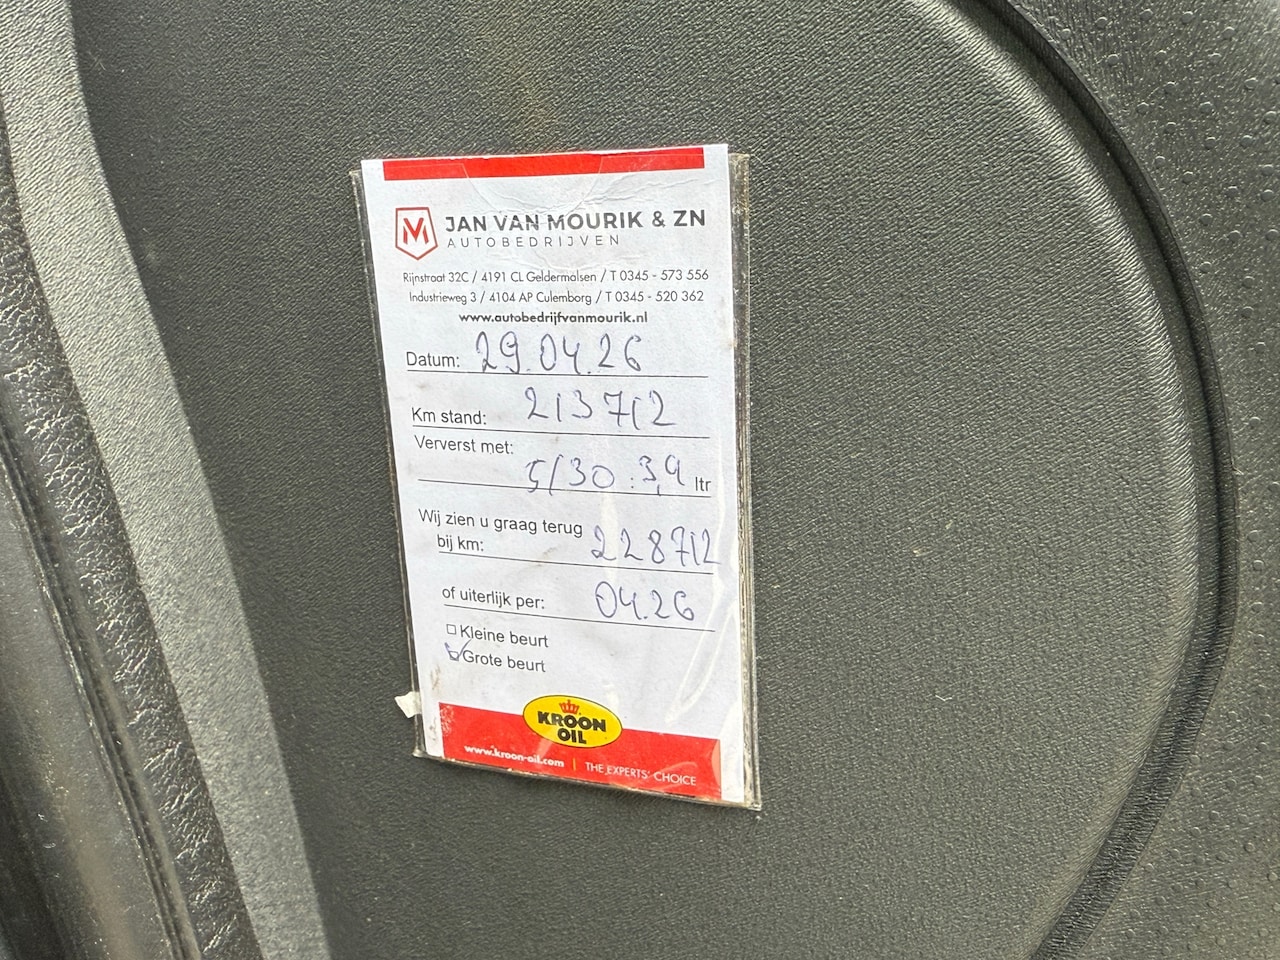 JAN VAN MOURIK & ZN
AUTOBEDRIJVEN
Rijnstraat 32C / 4191 CL Geldermalsen / T 0345 - 573 556
Industrieweg 3 / 4104 AP Culemborg / T 0345 - 520 362
www.autobedrijfvanmourik.nl
Datum: 29.04.26
Km stand: 213712
Ververst met:
5/30 : 3,9 ltr
Wij zien u graag terug
bij km: 228712
of uiterlijk per: 04.26
Kleine beurt
Grote beurt
KROON
OIL
www.kroon-oil.com | THE EXPERTS' CHOICE